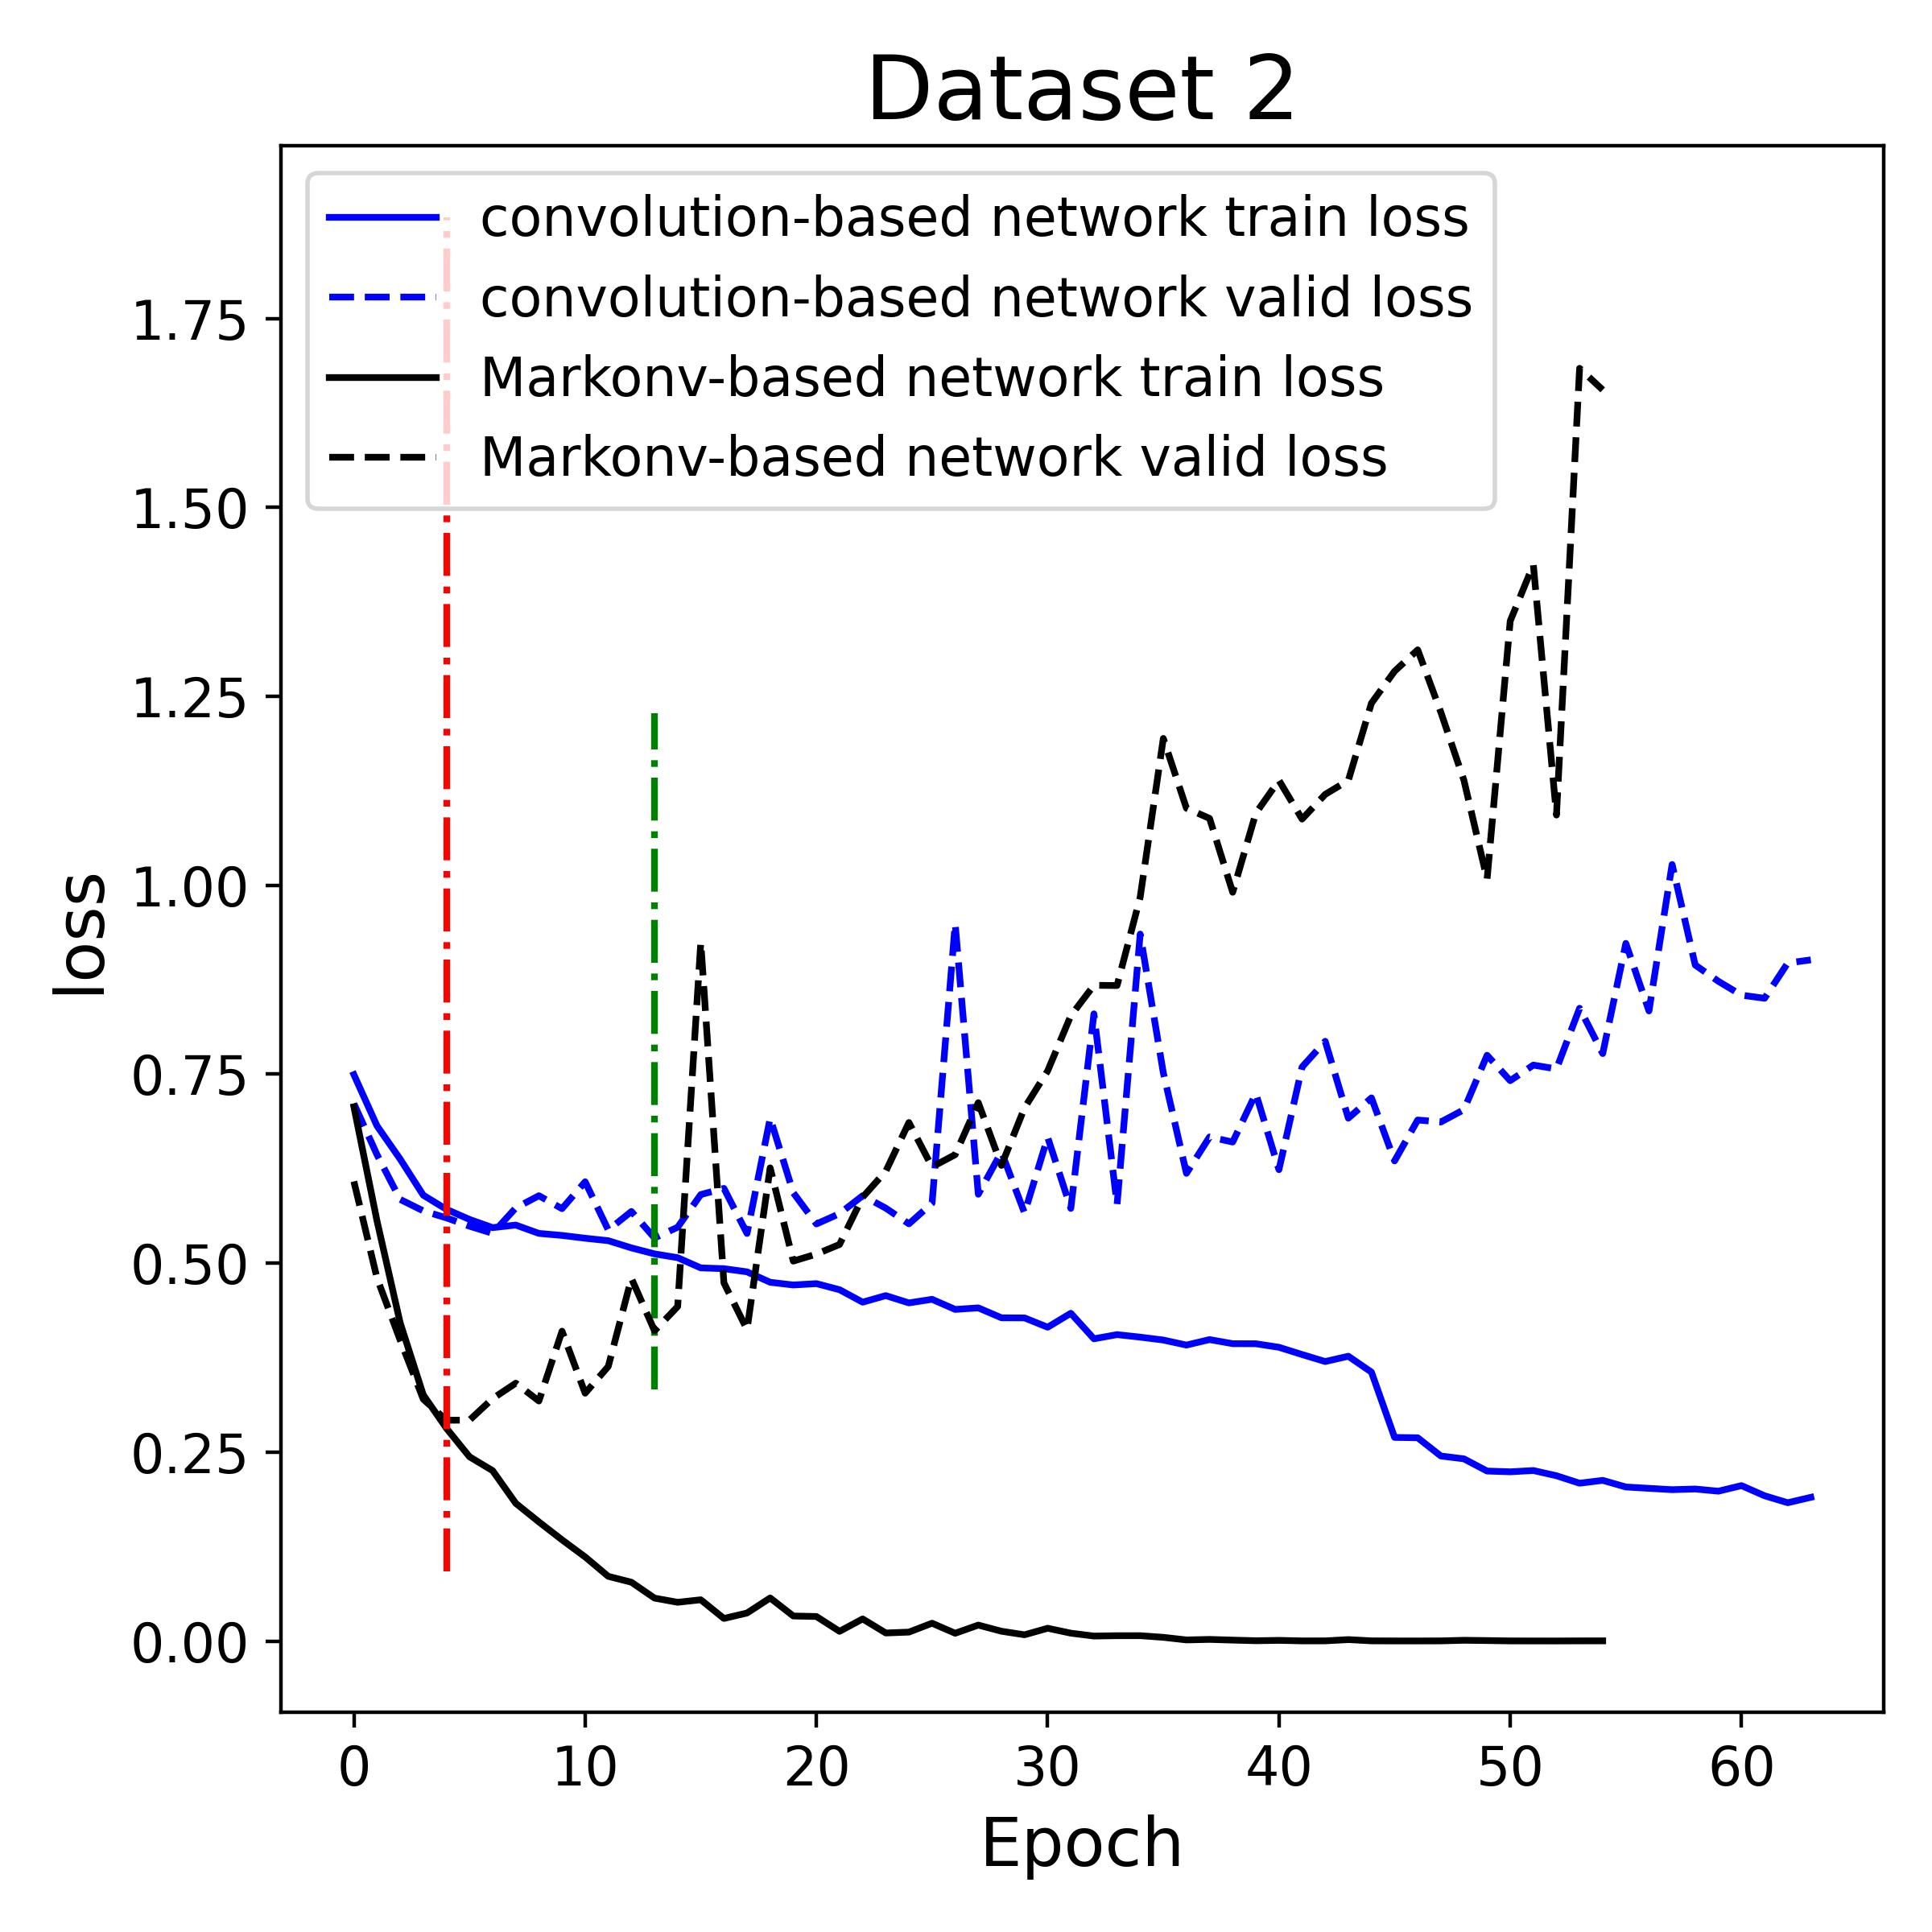 Dataset 2
convolution-based network train loss
convolution-based network valid loss
Markonv-based network train loss
Markonv-based network valid loss
1.75
1.50
1.25
1.00
0.75
0.50
0.25
0.00
loss
0 10 20 30 40 50 60
Epoch